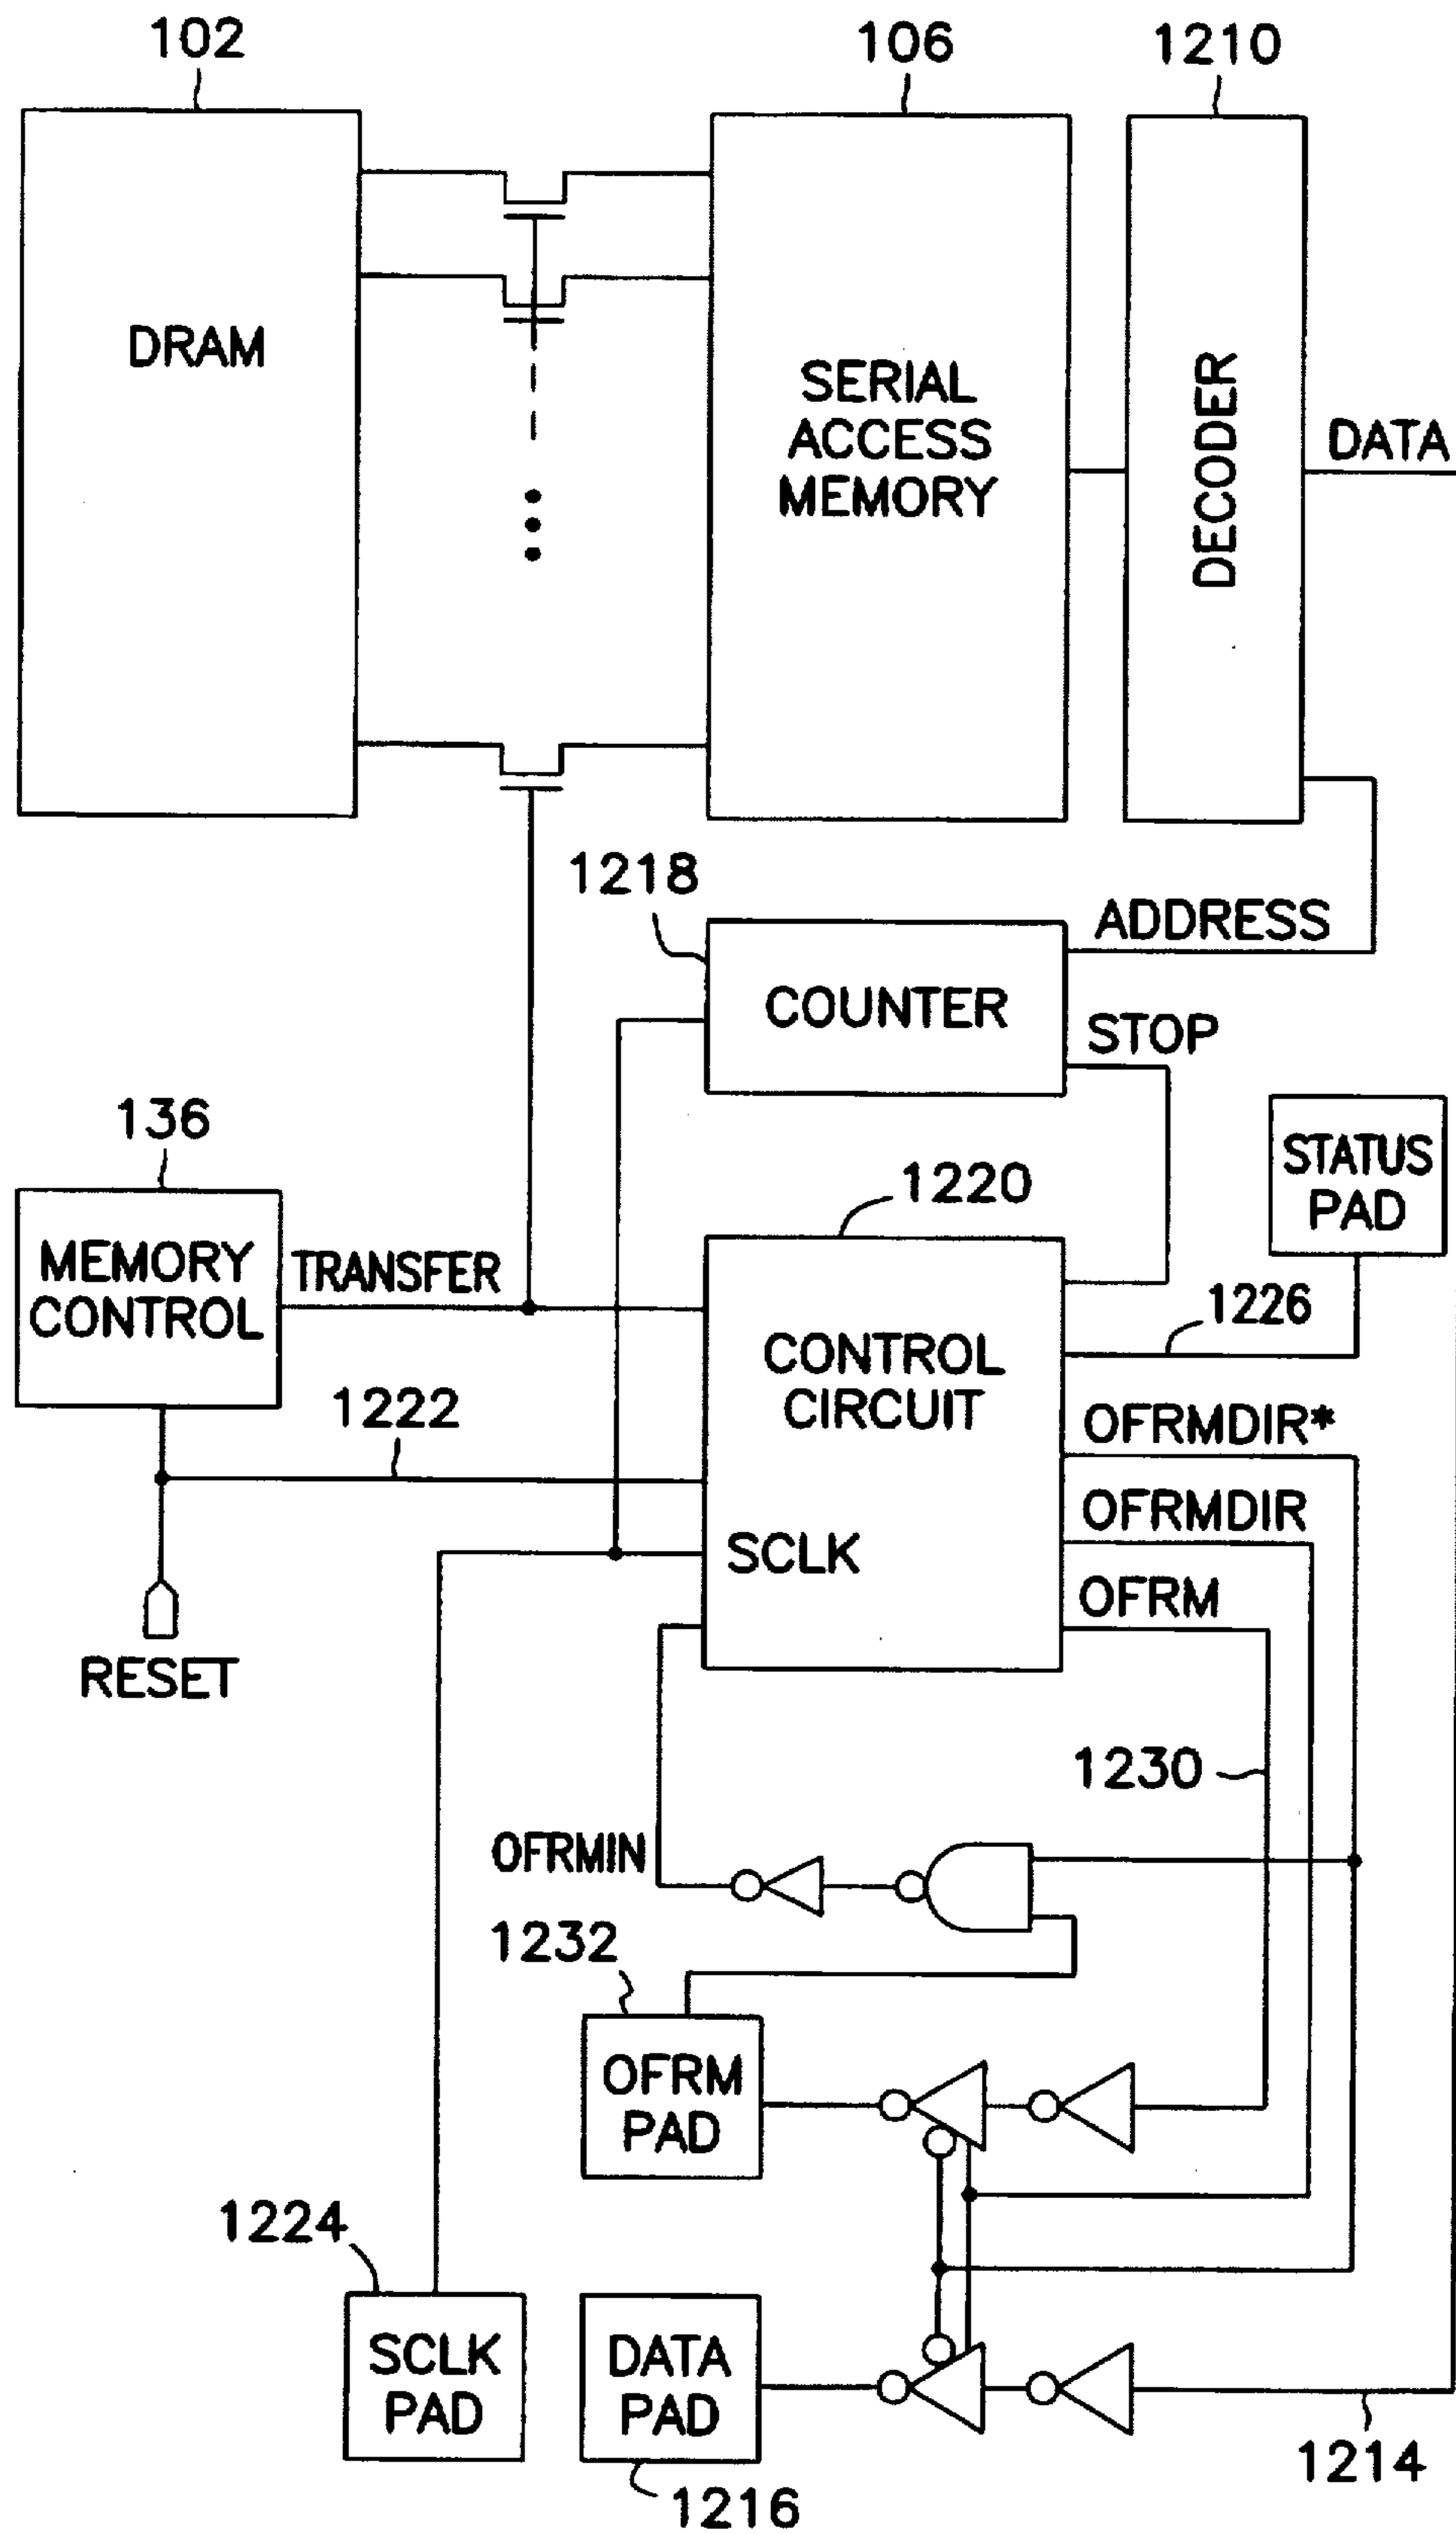 102
106
1210
DRAM
SERIAL
ACCESS
MEMORY
DECODER
DATA
1218
ADDRESS
COUNTER
STOP
136
STATUS
PAD
1220
MEMORY
CONTROL
TRANSFER
1226
CONTROL
CIRCUIT
1222
OFRMDIR*
OFRMDIR
SCLK
OFRM
RESET
1230
OFRMIN
1232
OFRM
PAD
1224
SCLK
PAD
DATA
PAD
1214
1216